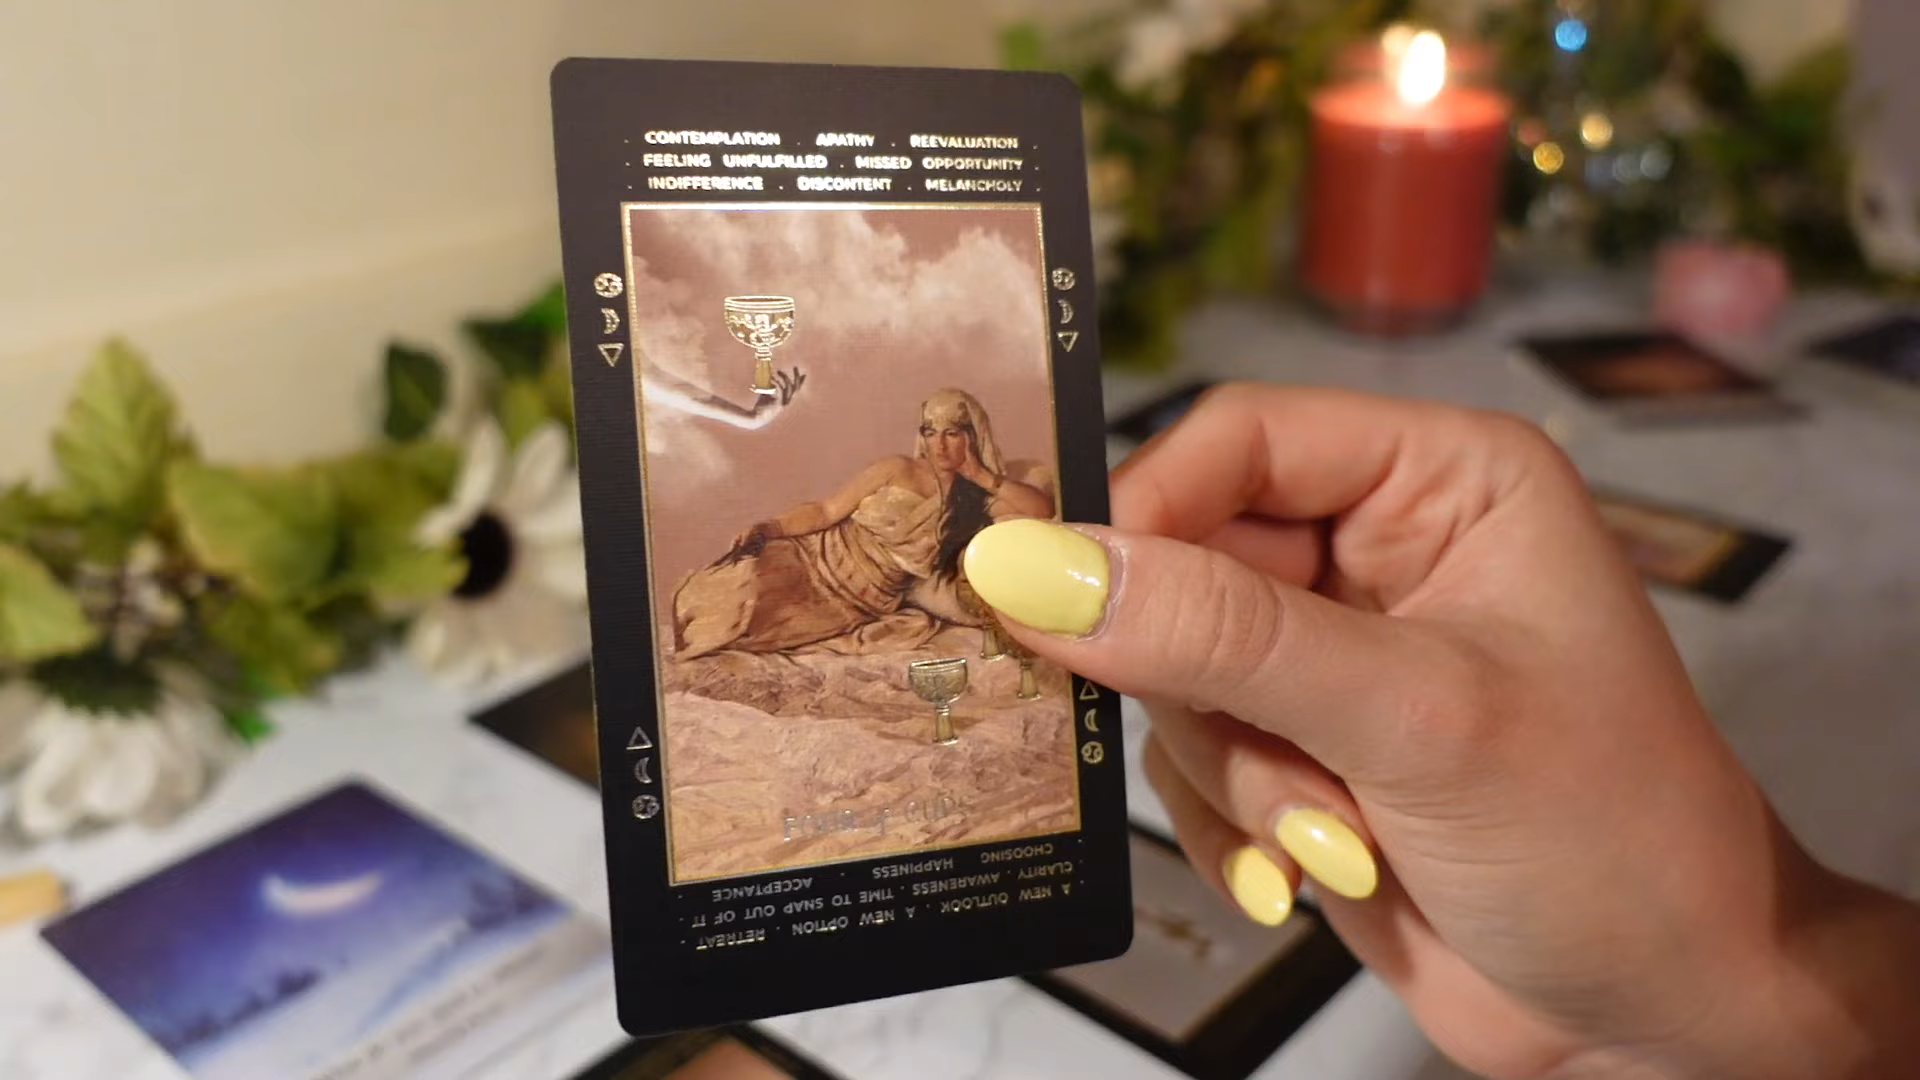 . CONTEMPLATION . APATHY . REEVALUATION .
. FEELING UNFULFILLED . MISSED OPPORTUNITY .
. INDIFFERENCE . DISCONTENT . MELANCHOLY .
FOUR of CUPS
CHOOSING HAPPINESS . ACCEPTANCE
CLARITY . AWARENESS . TIME TO SNAP OUT OF IT .
A NEW OUTLOOK . A NEW OPTION . RETREAT .